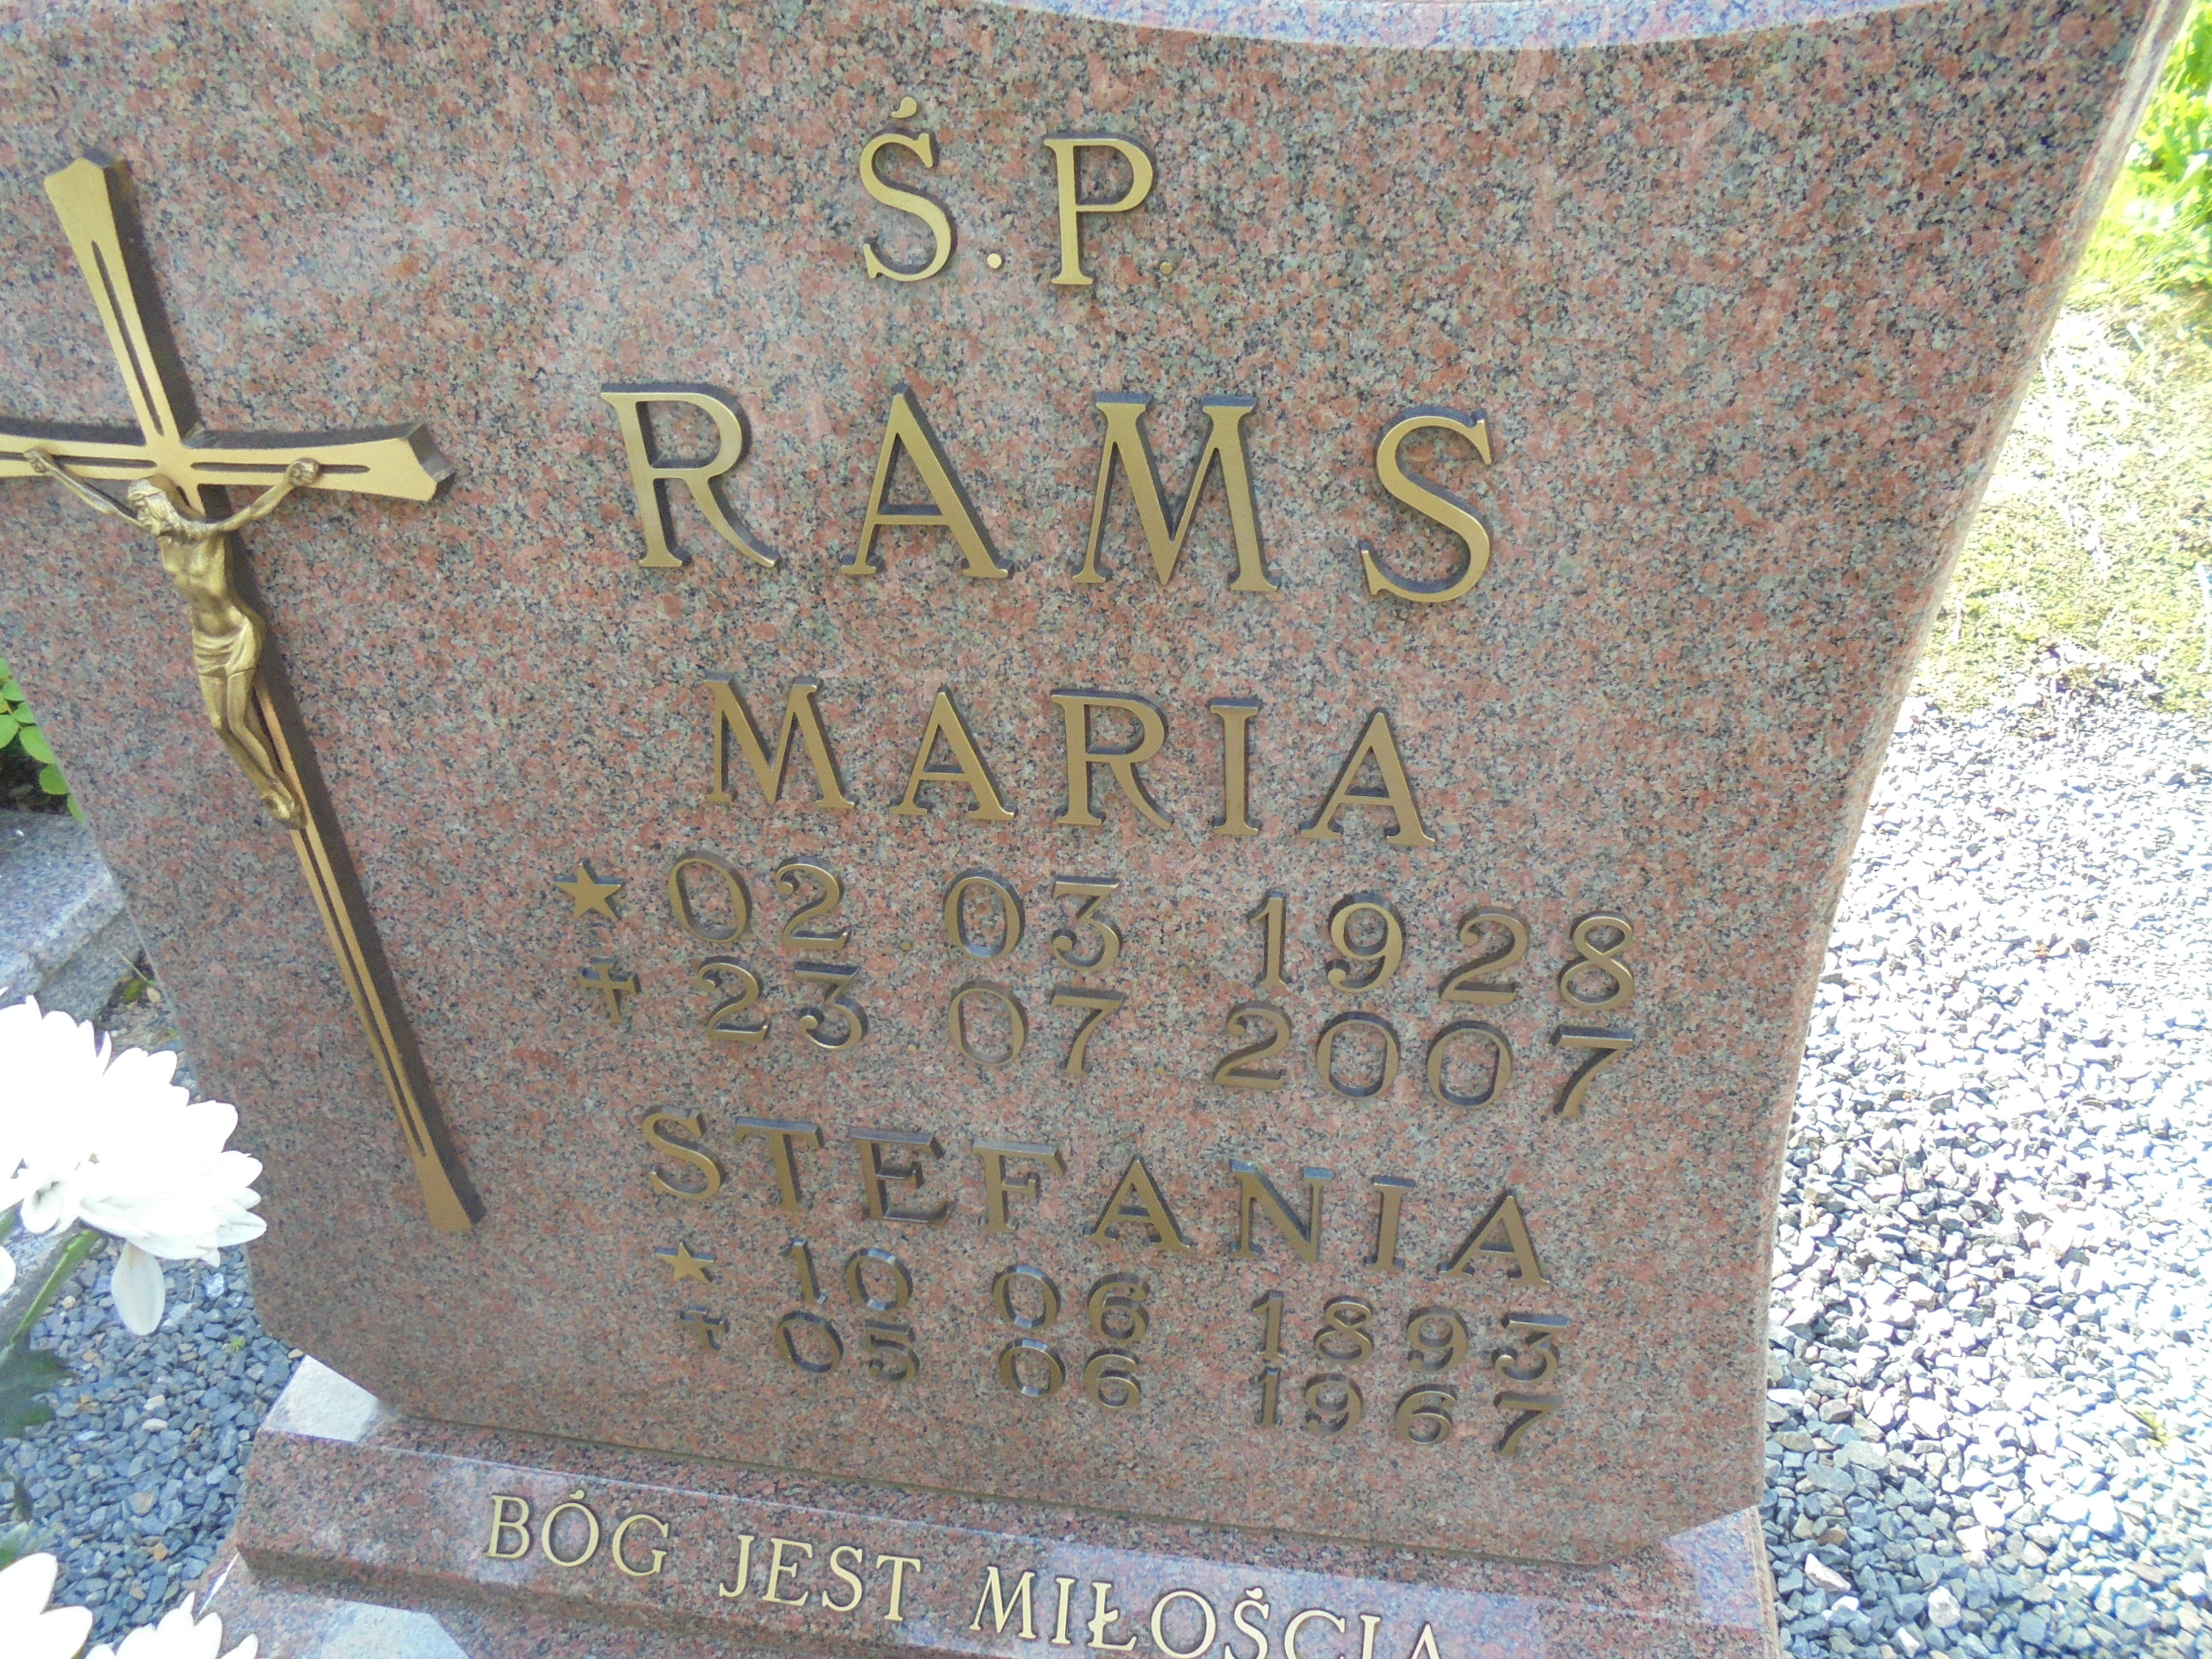 Ś.P.
RAMS
MARIA
★ 02.03.1928
✝ 23.07.2007
STEFANIA
★ 10 06 1893
✝ 05 06 1967
BÓG JEST MIŁOŚCIĄ